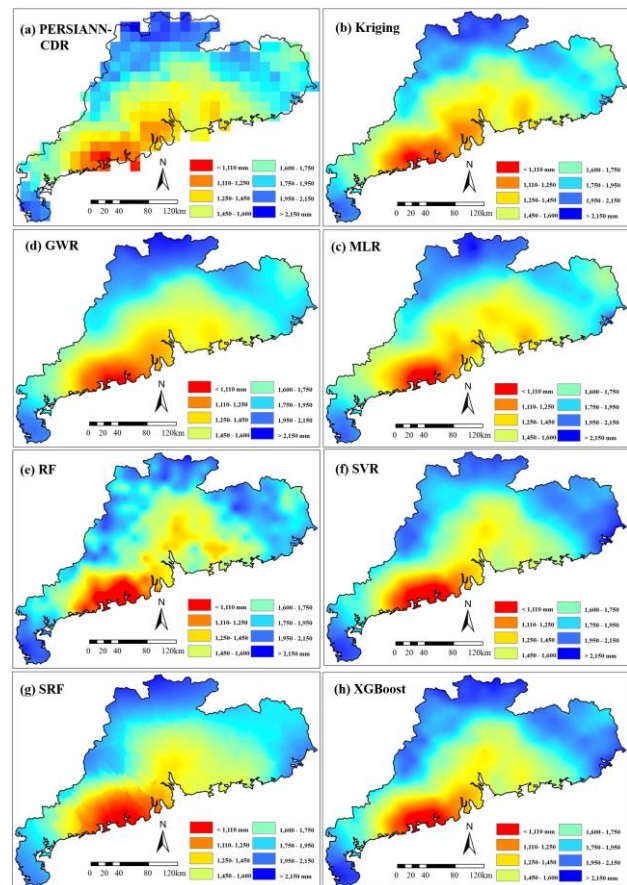 (a) PERSIANN-
CDR
N
0 20 40 80 120km
< 1,110 mm
1,110-1,250
1,250-1,450
1,450 - 1,600
1,600 - 1,750
1,750 - 1,950
1,950 - 2,150
> 2,150 mm
(b) Kriging
N
0 20 40 80 120km
< 1,110 mm
1,110-1,250
1,250-1,450
1,450 - 1,600
1,600 - 1,750
1,750 - 1,950
1,950 - 2,150
> 2,150 mm
(d) GWR
N
0 20 40 80 120km
< 1,110 mm
1,110-1,250
1,250-1,450
1,450 - 1,600
1,600 - 1,750
1,750 - 1,950
1,950 - 2,150
> 2,150 mm
(c) MLR
N
0 20 40 80 120km
< 1,110 mm
1,110-1,250
1,250-1,450
1,450 - 1,600
1,600 - 1,750
1,750 - 1,950
1,950 - 2,150
> 2,150 mm
(e) RF
N
0 20 40 80 120km
< 1,110 mm
1,110-1,250
1,250-1,450
1,450 - 1,600
1,600 - 1,750
1,750 - 1,950
1,950 - 2,150
> 2,150 mm
(f) SVR
N
0 20 40 80 120km
< 1,110 mm
1,110-1,250
1,250-1,450
1,450 - 1,600
1,600 - 1,750
1,750 - 1,950
1,950 - 2,150
> 2,150 mm
(g) SRF
N
0 20 40 80 120km
< 1,110 mm
1,110-1,250
1,250-1,450
1,450 - 1,600
1,600 - 1,750
1,750 - 1,950
1,950 - 2,150
> 2,150 mm
(h) XGBoost
N
0 20 40 80 120km
< 1,110 mm
1,110-1,250
1,250-1,450
1,450 - 1,600
1,600 - 1,750
1,750 - 1,950
1,950 - 2,150
> 2,150 mm